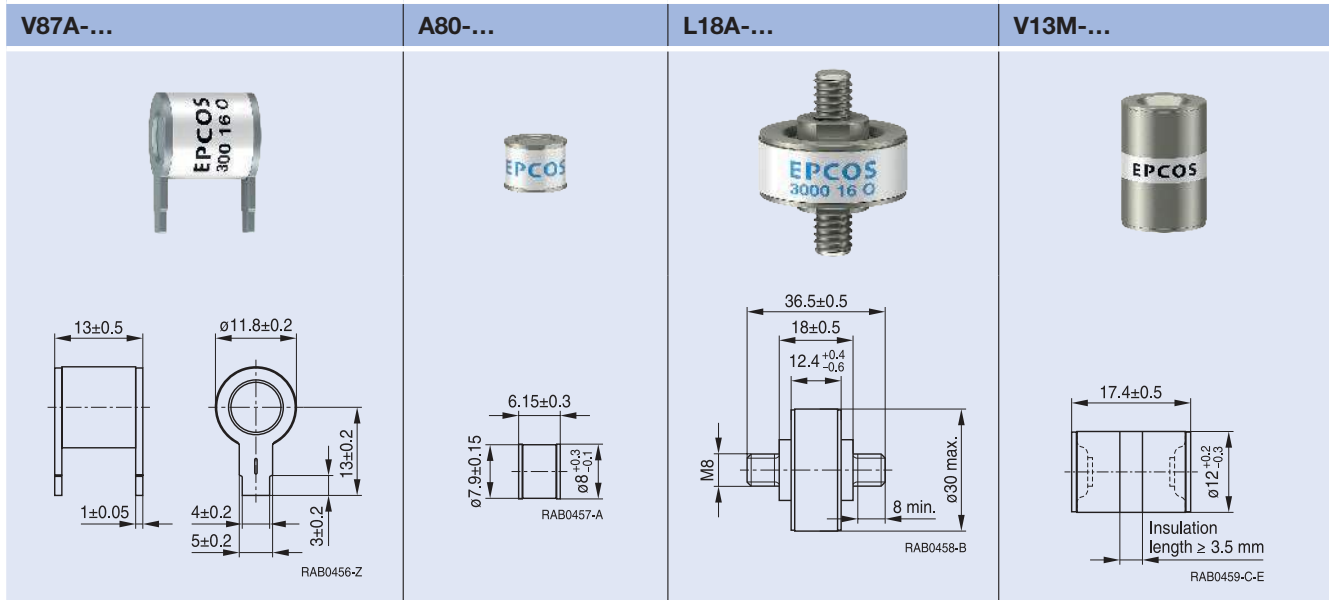 V87A-...
A80-...
L18A-...
V13M-...
EPCOS
300 16 O
EPCOS
EPCOS
3000 16 O
EPCOS
13±0.5
ø11.8±0.2
13±0.2
1±0.05
4±0.2
5±0.2
3±0.2
RAB0456-Z
6.15±0.3
ø7.9±0.15
ø8 +0.3 -0.1
RAB0457-A
36.5±0.5
18±0.5
12.4 +0.4 -0.6
M8
ø30 max.
8 min.
RAB0458-B
17.4±0.5
ø12 +0.2 -0.3
Insulation
length ≥ 3.5 mm
RAB0459-C-E